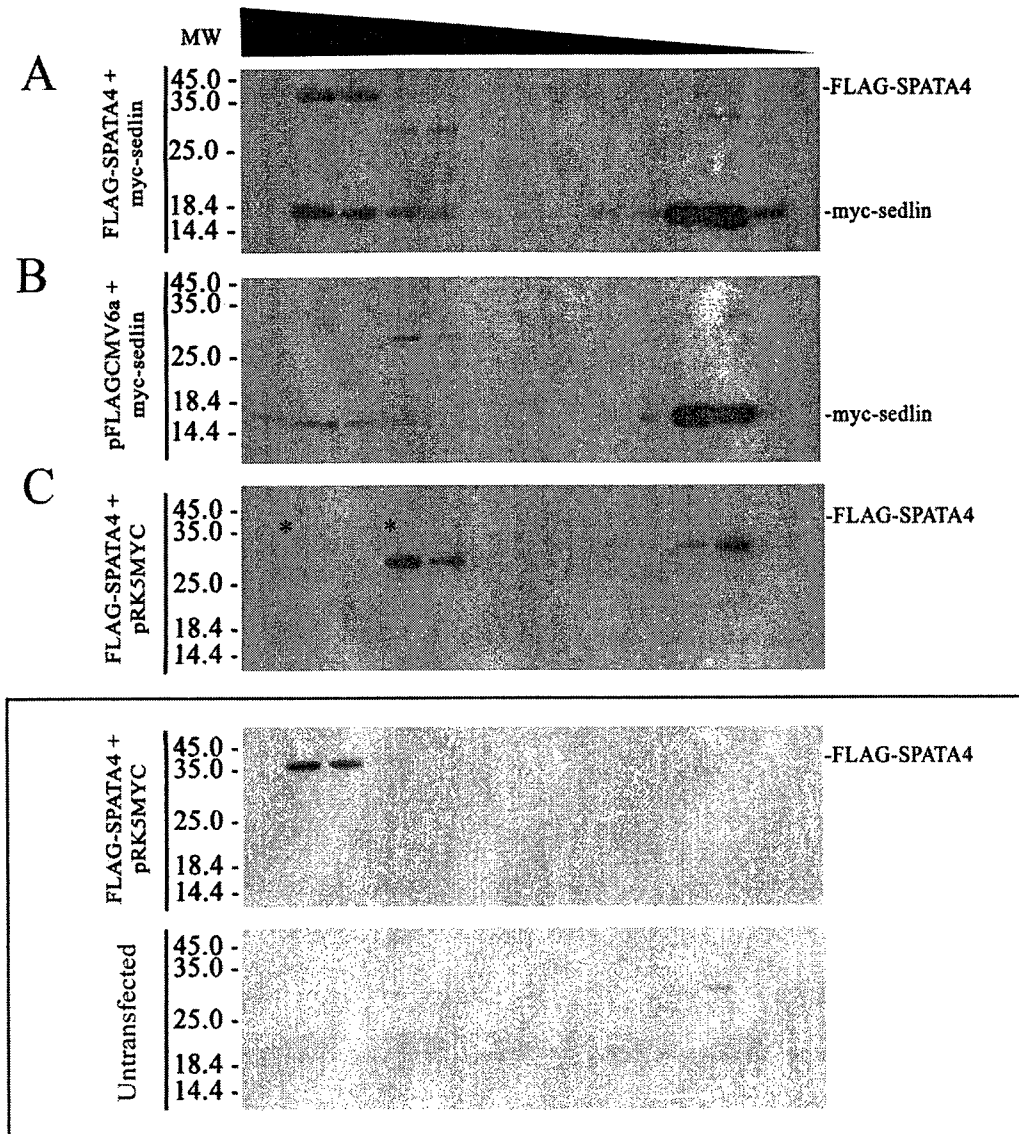 MW
A
FLAG-SPATA4 +
myc-sedlin
45.0 -
35.0 -
25.0 -
18.4 -
14.4 -
-FLAG-SPATA4
-myc-sedlin
B
pFLAGCMV6a +
myc-sedlin
45.0 -
35.0 -
25.0 -
18.4 -
14.4 -
-myc-sedlin
C
FLAG-SPATA4 +
pRK5MYC
45.0 -
35.0 -
25.0 -
18.4 -
14.4 -
* *
-FLAG-SPATA4
FLAG-SPATA4 +
pRK5MYC
45.0 -
35.0 -
25.0 -
18.4 -
14.4 -
-FLAG-SPATA4
Untransfected
45.0 -
35.0 -
25.0 -
18.4 -
14.4 -